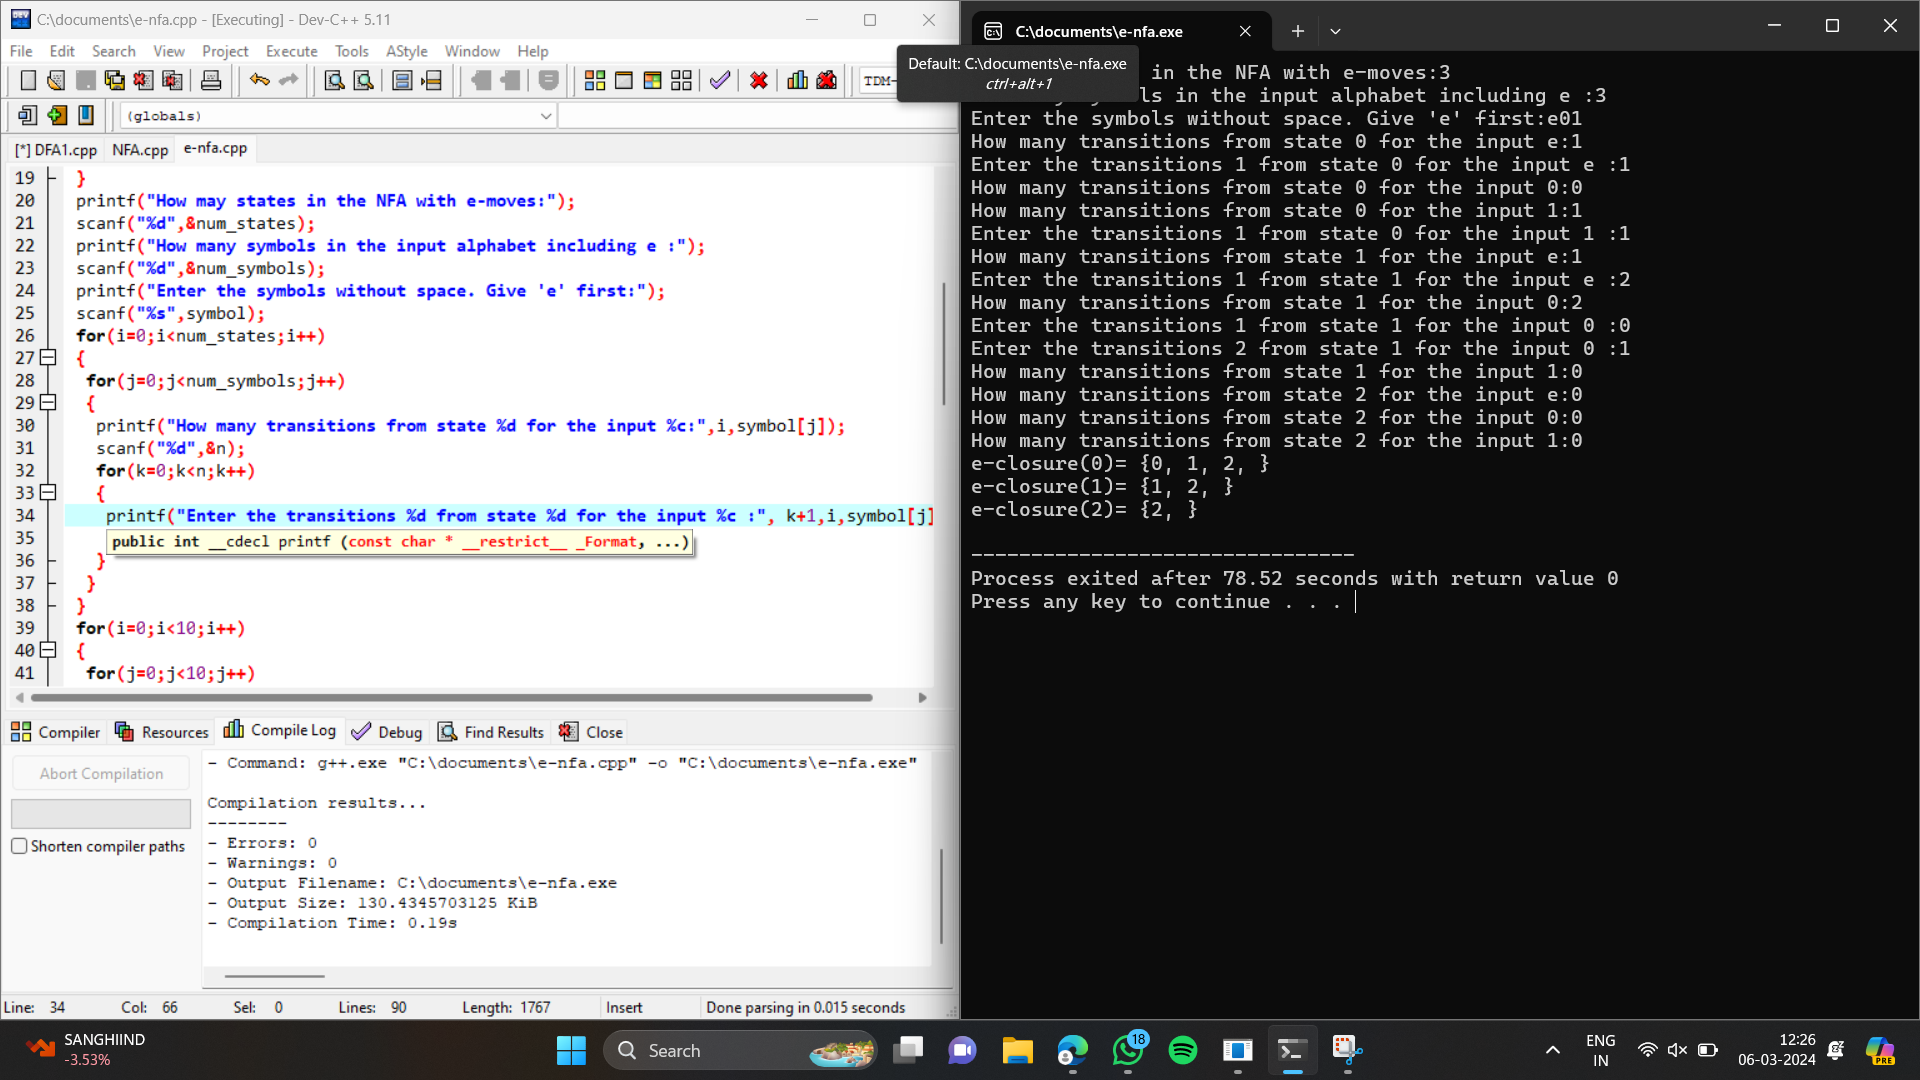 C:\documents\e-nfa.cpp - [Executing] - Dev-C++ 5.11
File Edit Search View Project Execute Tools AStyle Window Help
TDM-
(globals)
[*] DFA1.cpp NFA.cpp e-nfa.cpp
19 }
20 printf("How may states in the NFA with e-moves:");
21 scanf("%d",&num_states);
22 printf("How many symbols in the input alphabet including e :");
23 scanf("%d",&num_symbols);
24 printf("Enter the symbols without space. Give 'e' first:");
25 scanf("%s",symbol);
26 for(i=0;i<num_states;i++)
27 {
28 for(j=0;j<num_symbols;j++)
29 {
30 printf("How many transitions from state %d for the input %c:",i,symbol[j]);
31 scanf("%d",&n);
32 for(k=0;k<n;k++)
33 {
34 printf("Enter the transitions %d from state %d for the input %c :", k+1,i,symbol[j]
35 public int __cdecl printf (const char * __restrict__ _Format, ...)
36 }
37 }
38 }
39 for(i=0;i<10;i++)
40 {
41 for(j=0;j<10;j++)
Compiler Resources Compile Log Debug Find Results Close
Abort Compilation
Shorten compiler paths
- Command: g++.exe "C:\documents\e-nfa.cpp" -o "C:\documents\e-nfa.exe"
Compilation results...
--------
- Errors: 0
- Warnings: 0
- Output Filename: C:\documents\e-nfa.exe
- Output Size: 130.4345703125 KiB
- Compilation Time: 0.19s
Line: 34 Col: 66 Sel: 0 Lines: 90 Length: 1767 Insert Done parsing in 0.015 seconds
C:\documents\e-nfa.exe
Default: C:\documents\e-nfa.exe
ctrl+alt+1
in the NFA with e-moves:3
ls in the input alphabet including e :3
Enter the symbols without space. Give 'e' first:e01
How many transitions from state 0 for the input e:1
Enter the transitions 1 from state 0 for the input e :1
How many transitions from state 0 for the input 0:0
How many transitions from state 0 for the input 1:1
Enter the transitions 1 from state 0 for the input 1 :1
How many transitions from state 1 for the input e:1
Enter the transitions 1 from state 1 for the input e :2
How many transitions from state 1 for the input 0:2
Enter the transitions 1 from state 1 for the input 0 :0
Enter the transitions 2 from state 1 for the input 0 :1
How many transitions from state 1 for the input 1:0
How many transitions from state 2 for the input e:0
How many transitions from state 2 for the input 0:0
How many transitions from state 2 for the input 1:0
e-closure(0)= {0, 1, 2, }
e-closure(1)= {1, 2, }
e-closure(2)= {2, }
--------------------------------
Process exited after 78.52 seconds with return value 0
Press any key to continue . . .
SANGHIIND
-3.53%
Search
18
ENG
IN
12:26
06-03-2024
PRE